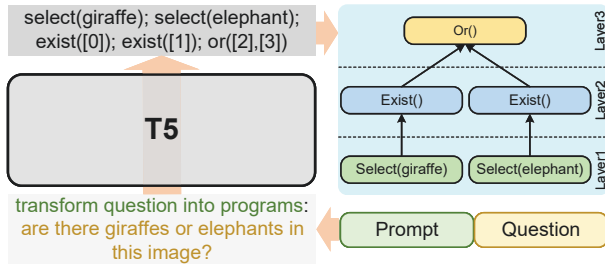 select(giraffe); select(elephant);
exist([0]); exist([1]); or([2],[3])
T5
transform question into programs:
are there giraffes or elephants in
this image?
Or()
Layer3
Exist()
Exist()
Layer2
Select(giraffe)
Select(elephant)
Layer1
Prompt
Question